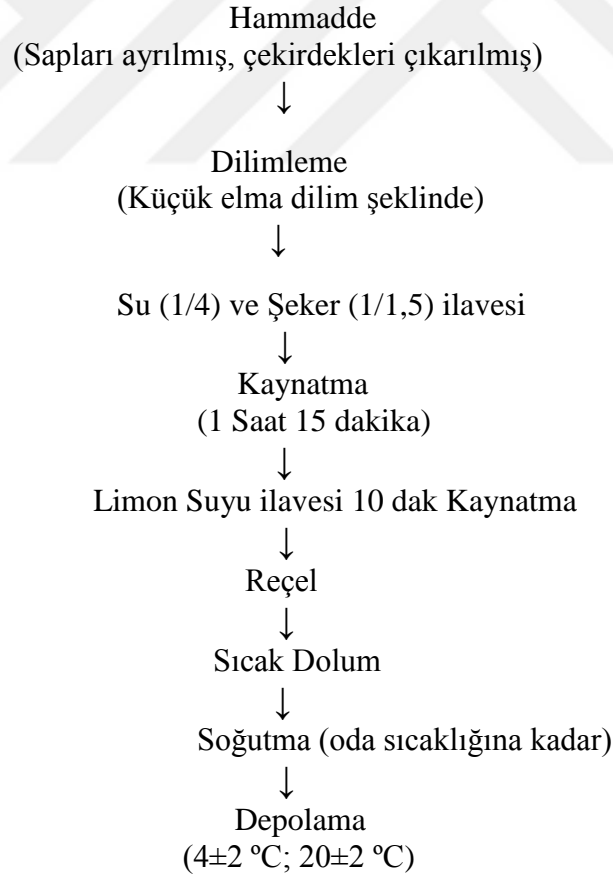 Hammadde
(Sapları ayrılmış, çekirdekleri çıkarılmış)
↓
Dilimleme
(Küçük elma dilim şeklinde)
↓
Su (1/4) ve Şeker (1/1,5) ilavesi
↓
Kaynatma
(1 Saat 15 dakika)
↓
Limon Suyu ilavesi 10 dak Kaynatma
↓
Reçel
↓
Sıcak Dolum
↓
Soğutma (oda sıcaklığına kadar)
↓
Depolama
(4±2 ºC; 20±2 ºC)